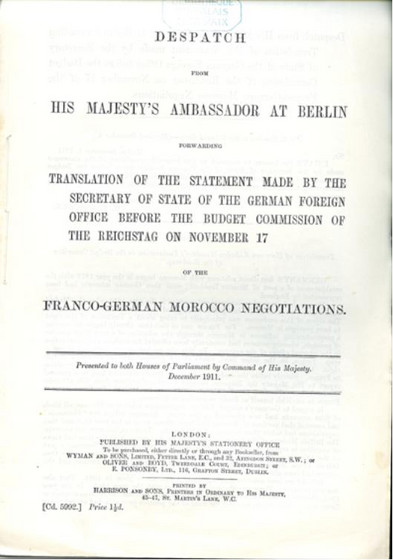 DESPATCH
FROM
HIS MAJESTY'S AMBASSADOR AT BERLIN
FORWARDING
TRANSLATION OF THE STATEMENT MADE BY THE
SECRETARY OF STATE OF THE GERMAN FOREIGN
OFFICE BEFORE THE BUDGET COMMISSION OF
THE REICHSTAG ON NOVEMBER 17
OF THE
FRANCO-GERMAN MOROCCO NEGOTIATIONS.
Presented to both Houses of Parliament by Command of His Majesty.
December 1911.
LONDON:
PUBLISHED BY HIS MAJESTY'S STATIONERY OFFICE
To be purchased, either directly or through any Bookseller, from
WYMAN AND SONS, LIMITED, FETTER LANE, E.C., and 32, ABINGDON STREET, S.W.; or
OLIVER AND BOYD, TWEEDDALE COURT, EDINBURGH; or
E. PONSONBY, LTD., 116, GRAFTON STREET, DUBLIN.
PRINTED BY
HARRISON AND SONS, PRINTERS IN ORDINARY TO HIS MAJESTY,
45-47, ST. MARTIN'S LANE, W.C.
[Cd. 5992.] Price 1½d.